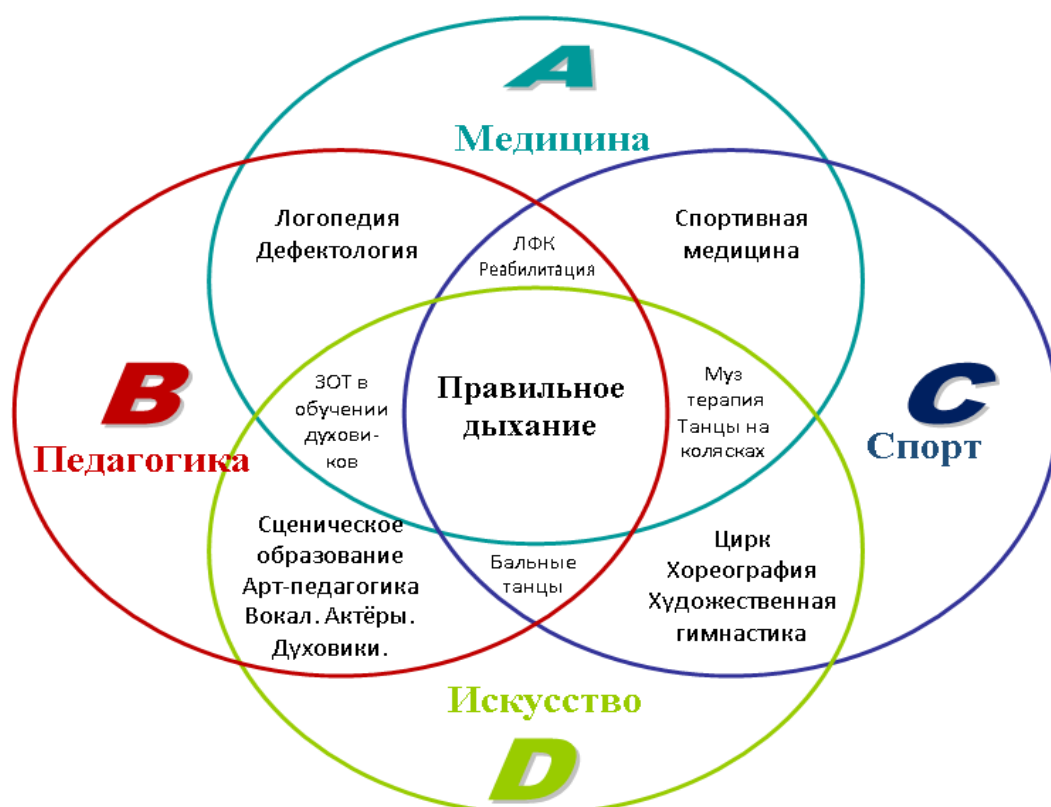 A
Медицина
Логопедия
Дефектология
ЛФК
Реабилитация
Спортивная
медицина
B
Педагогика
ЗОТ в
обучении
духови-
ков
Правильное
дыхание
Муз
терапия
Танцы на
колясках
C
Спорт
Сценическое
образование
Арт-педагогика
Вокал. Актёры.
Духовики.
Бальные
танцы
Цирк
Хореография
Художественная
гимнастика
Искусство
D